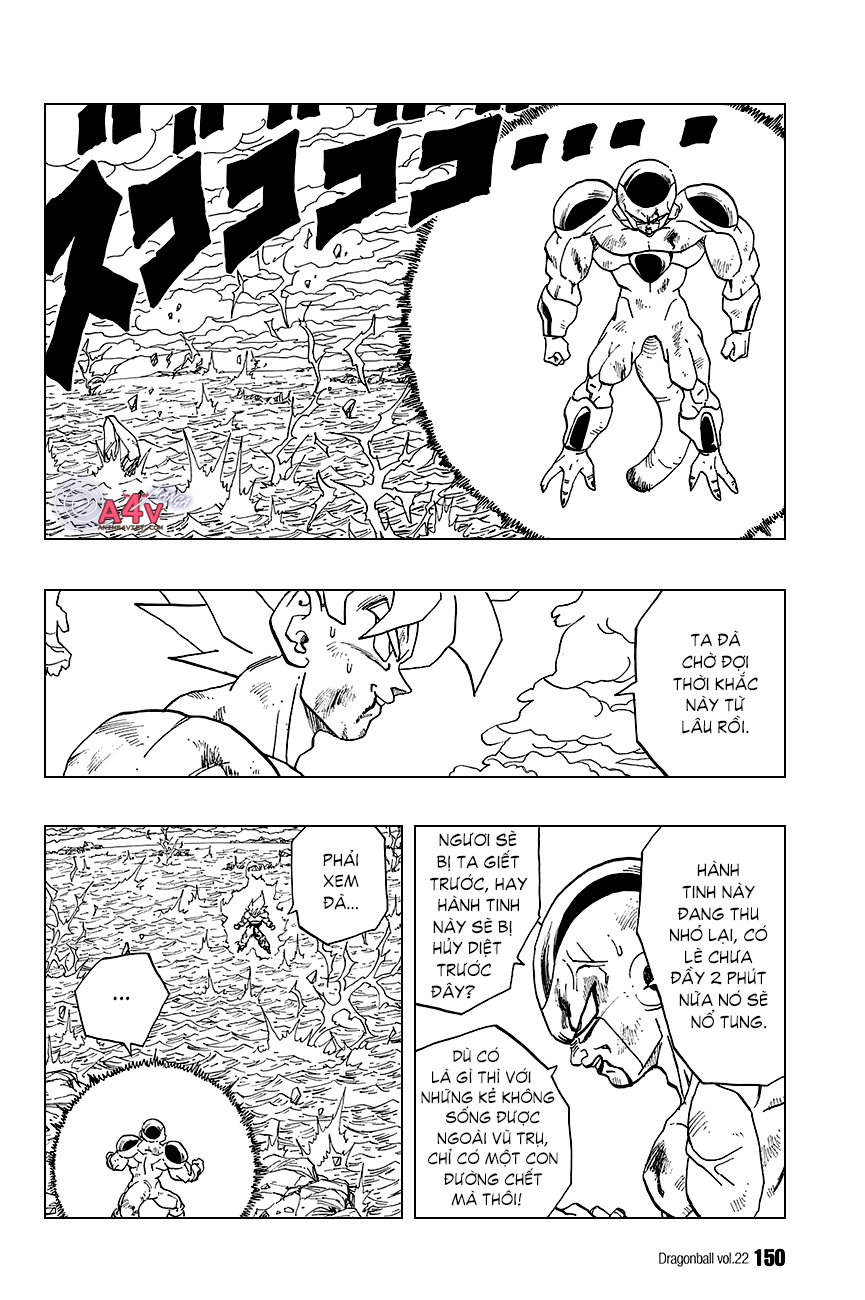 ズゴゴゴゴ....
A4v
TA ĐÃ
CHỜ ĐỢI
THỜI KHẮC
NÀY TỪ
LÂU RỒI.
HÀNH
TINH NÀY
ĐANG THU
NHỎ LẠI, CÓ
LẼ CHƯA
ĐẦY 2 PHÚT
NỮA NÓ SẼ
NỔ TUNG.
NGƯƠI SẼ
BỊ TA GIẾT
TRƯỚC, HAY
HÀNH TINH
NÀY SẼ BỊ
HỦY DIỆT
TRƯỚC
ĐÂY?
DÙ CÓ
LÀ GÌ THÌ VỚI
NHỮNG KẺ KHÔNG
SỐNG ĐƯỢC
NGOÀI VŨ TRỤ,
CHỈ CÓ MỘT CON
ĐƯỜNG CHẾT
MÀ THÔI!
PHẢI
XEM
ĐÃ...
...
Dragonball vol.22 150